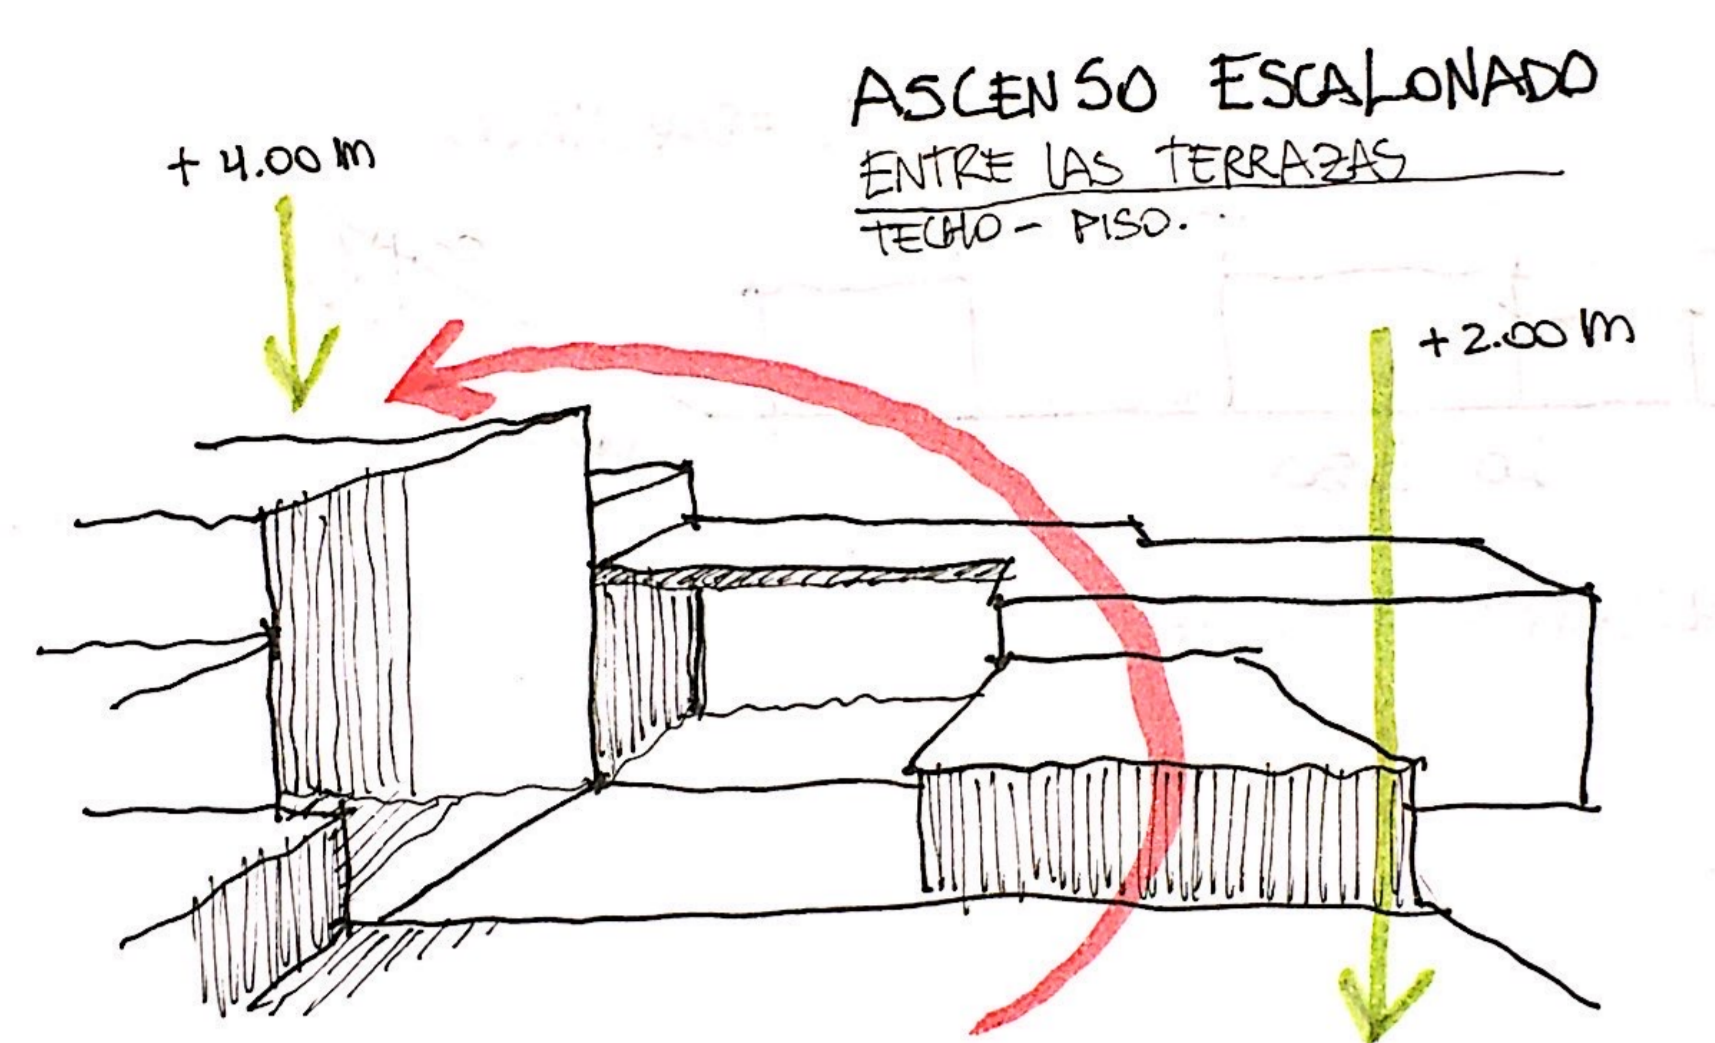 ASCENSO ESCALONADO
ENTRE LAS TERRAZAS
TECHO - PISO.
+ 4.00 m
+2.00 m